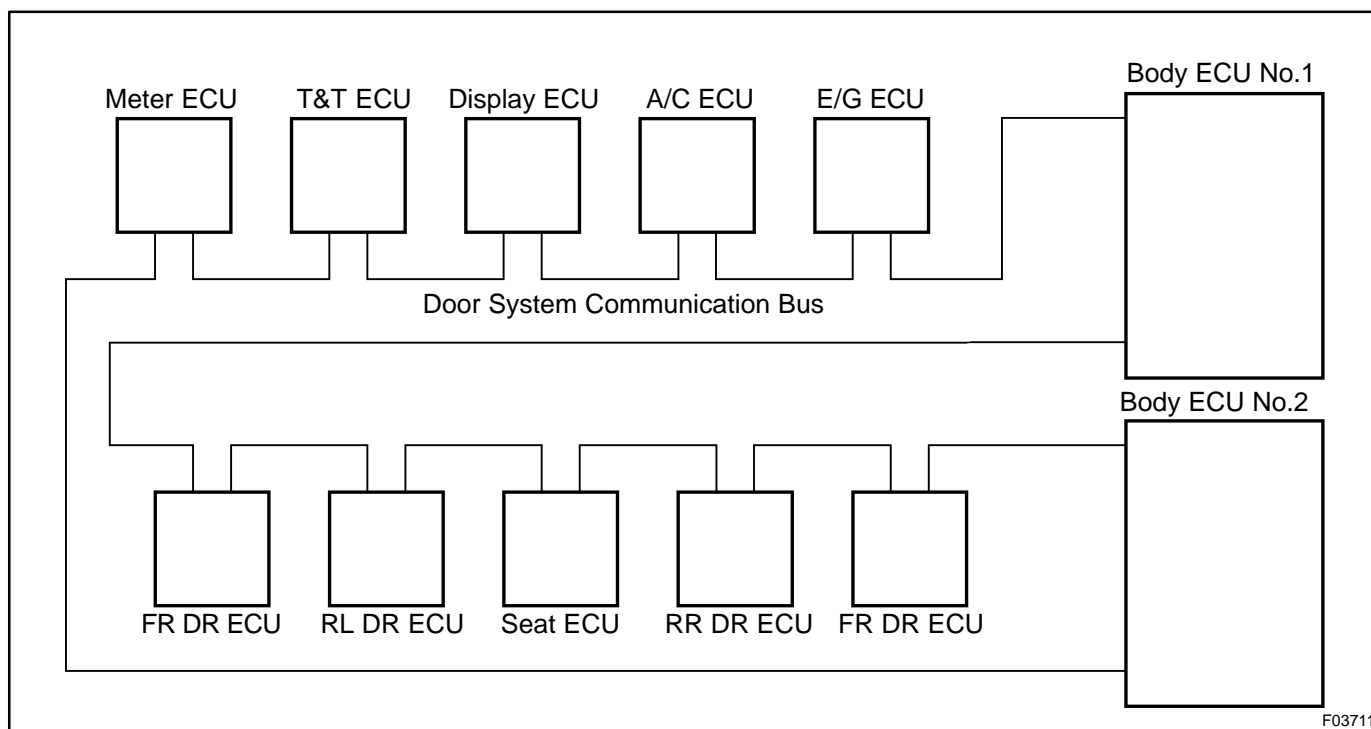 Body ECU No.1
Meter ECU T&T ECU Display ECU A/C ECU E/G ECU
Door System Communication Bus
Body ECU No.2
FR DR ECU RL DR ECU Seat ECU RR DR ECU FR DR ECU
F03711